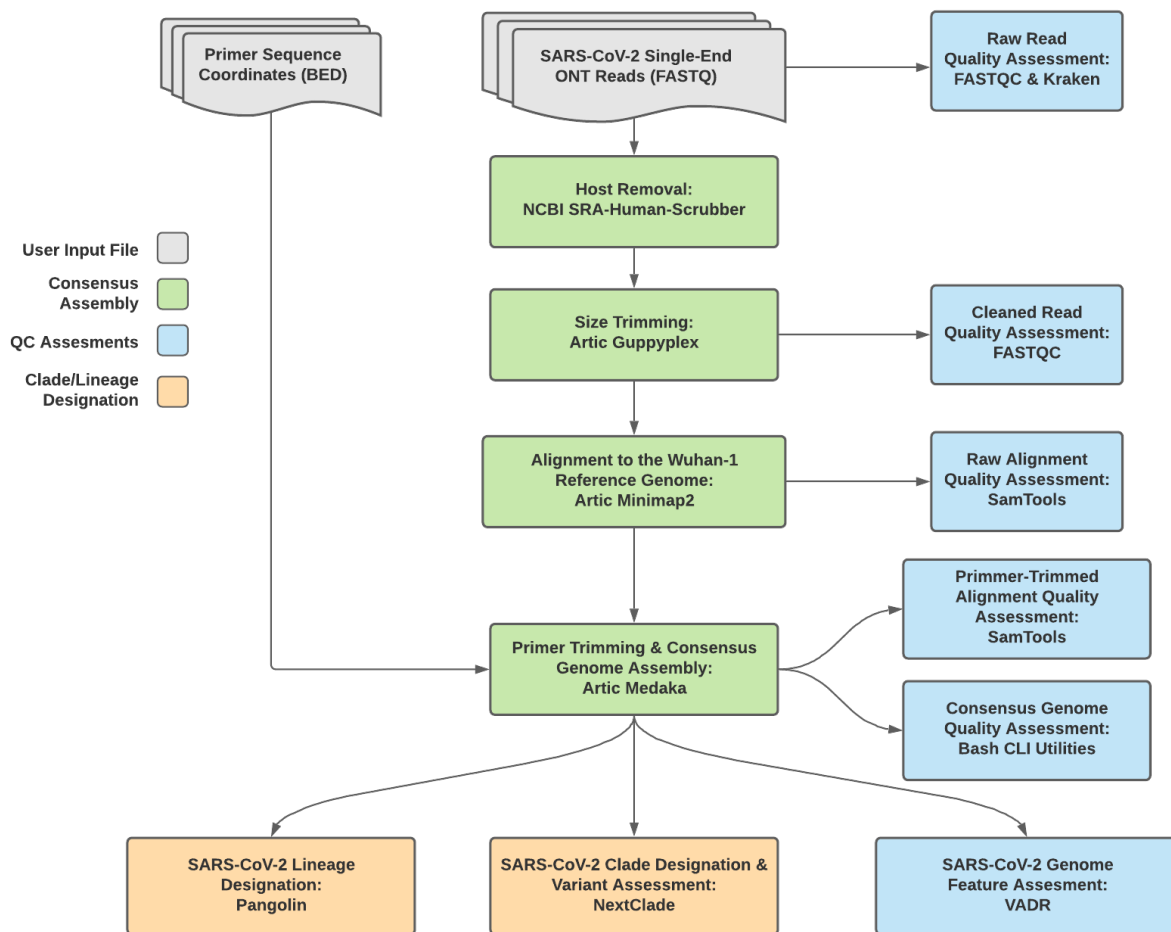 Primer Sequence
Coordinates (BED)
SARS-CoV-2 Single-End
ONT Reads (FASTQ)
Raw Read
Quality Assessment:
FASTQC & Kraken
Host Removal:
NCBI SRA-Human-Scrubber
User Input File
Consensus
Assembly
QC Assesments
Clade/Lineage
Designation
Size Trimming:
Artic Guppyplex
Cleaned Read
Quality Assessment:
FASTQC
Alignment to the Wuhan-1
Reference Genome:
Artic Minimap2
Raw Alignment
Quality Assessment:
SamTools
Primmer-Trimmed
Alignment Quality
Assessment:
SamTools
Primer Trimming & Consensus
Genome Assembly:
Artic Medaka
Consensus Genome
Quality Assessment:
Bash CLI Utilities
SARS-CoV-2 Lineage
Designation:
Pangolin
SARS-CoV-2 Clade Designation &
Variant Assessment:
NextClade
SARS-CoV-2 Genome
Feature Assesment:
VADR